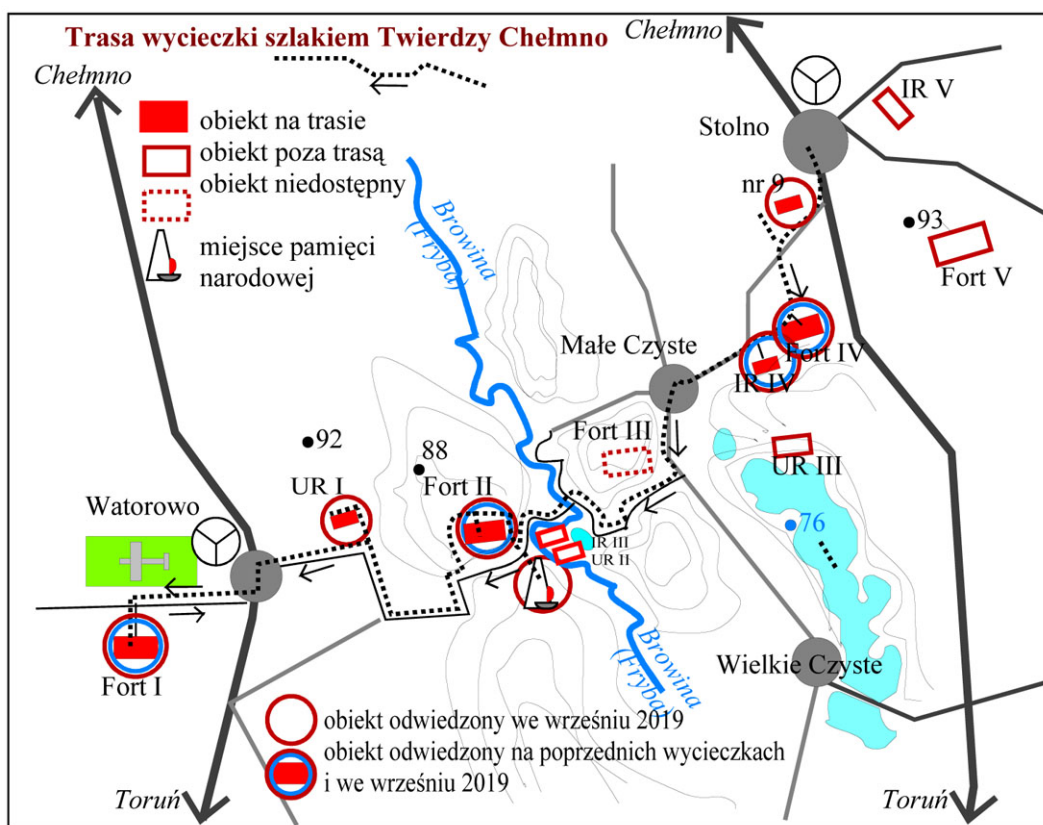 Trasa wycieczki szlakiem Twierdzy Chełmno
Chełmno
Chełmno
obiekt na trasie
obiekt poza trasą
obiekt niedostępny
miejsce pamięci
narodowej
Stolno
IR V
nr 9
93
Fort V
Browina
(Fryba)
Małe Czyste
Fort IV
IR IV
Fort III
UR III
92
88
UR I
Fort II
Watorowo
76
IR III
UR II
Fort I
Browina
(Fryba)
Wielkie Czyste
obiekt odwiedzony we wrześniu 2019
obiekt odwiedzony na poprzednich wycieczkach
i we wrześniu 2019
Toruń
Toruń